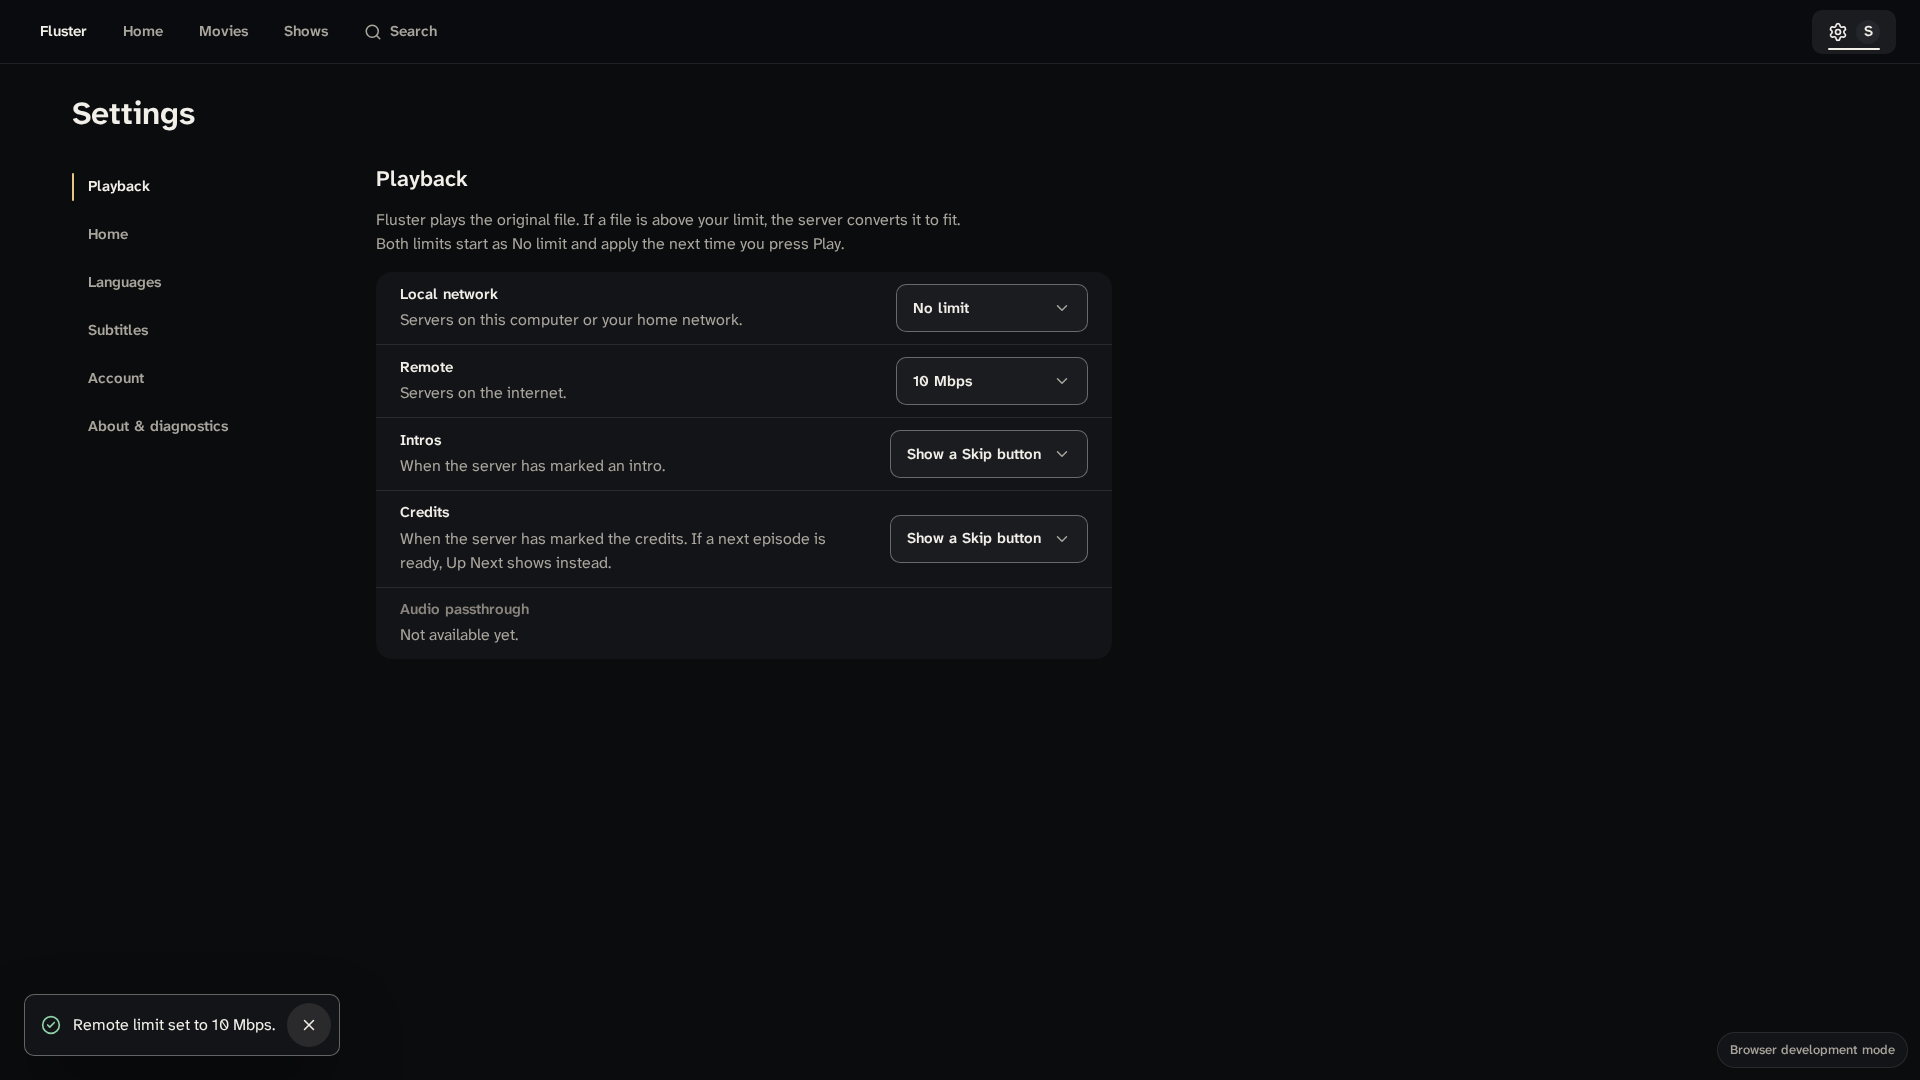 Fluster
Home
Movies
Shows
Search
S
Settings
Playback
Home
Languages
Subtitles
Account
About & diagnostics
Playback
Fluster plays the original file. If a file is above your limit, the server converts it to fit.
Both limits start as No limit and apply the next time you press Play.
Local network
Servers on this computer or your home network.
No limit
Remote
Servers on the internet.
10 Mbps
Intros
When the server has marked an intro.
Show a Skip button
Credits
When the server has marked the credits. If a next episode is
ready, Up Next shows instead.
Show a Skip button
Audio passthrough
Not available yet.
Remote limit set to 10 Mbps.
Browser development mode